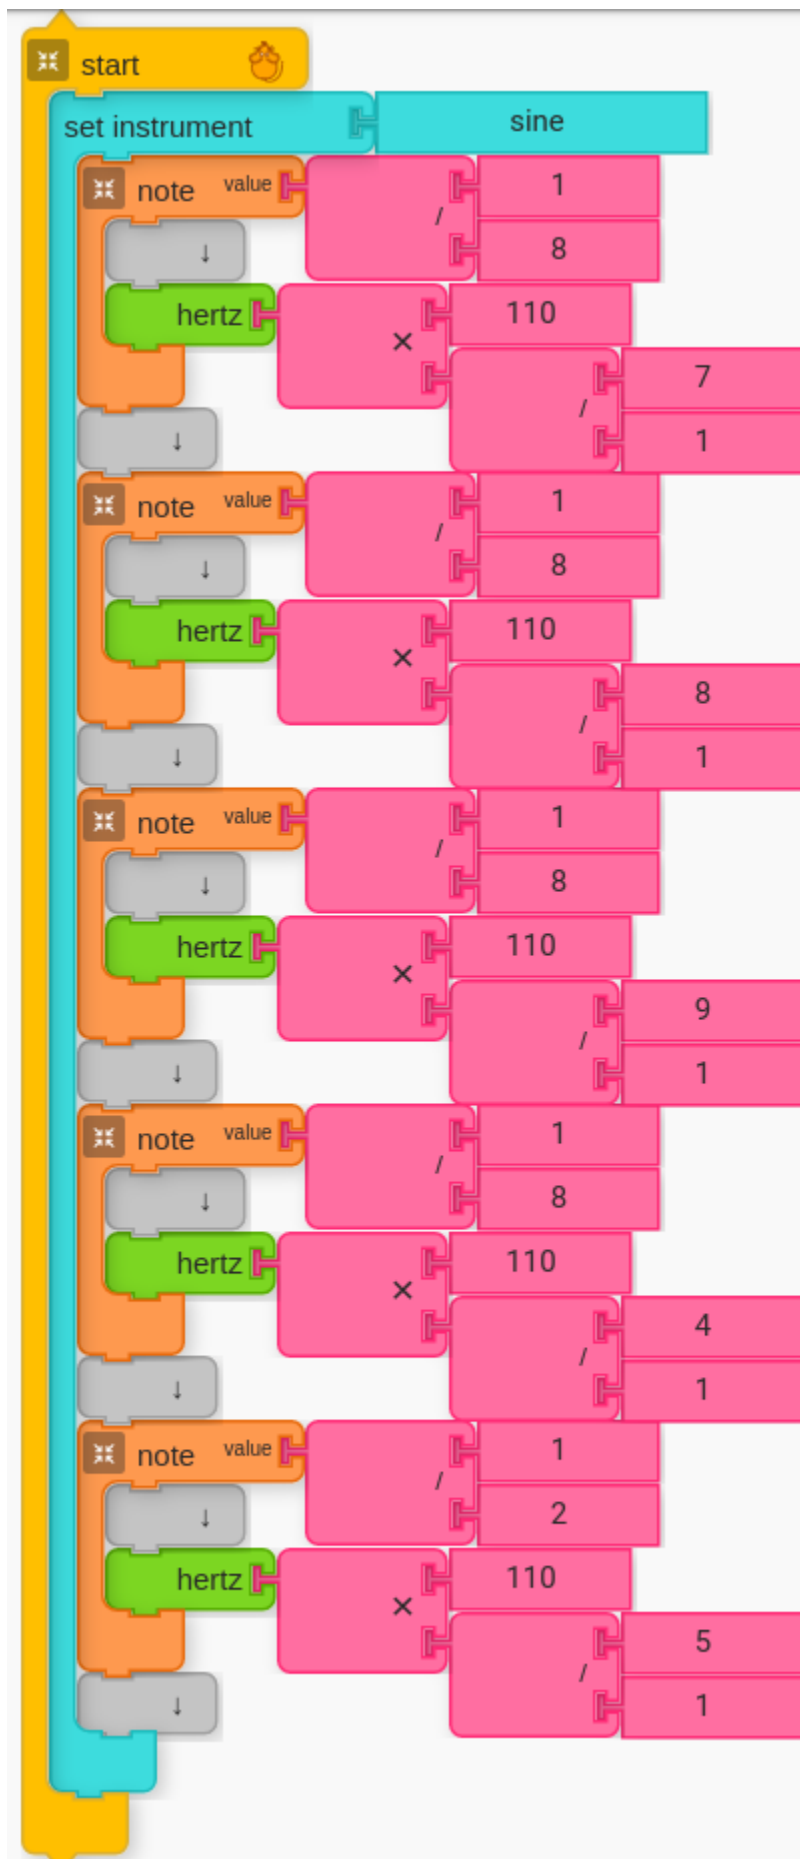 start
set instrument sine
note value 1
/
↓ 8
hertz 110
×
7
/
↓ 1
note value 1
/
↓ 8
hertz 110
×
8
/
↓ 1
note value 1
/
↓ 8
hertz 110
×
9
/
↓ 1
note value 1
/
↓ 8
hertz 110
×
4
/
↓ 1
note value 1
/
↓ 2
hertz 110
×
5
/
↓ 1